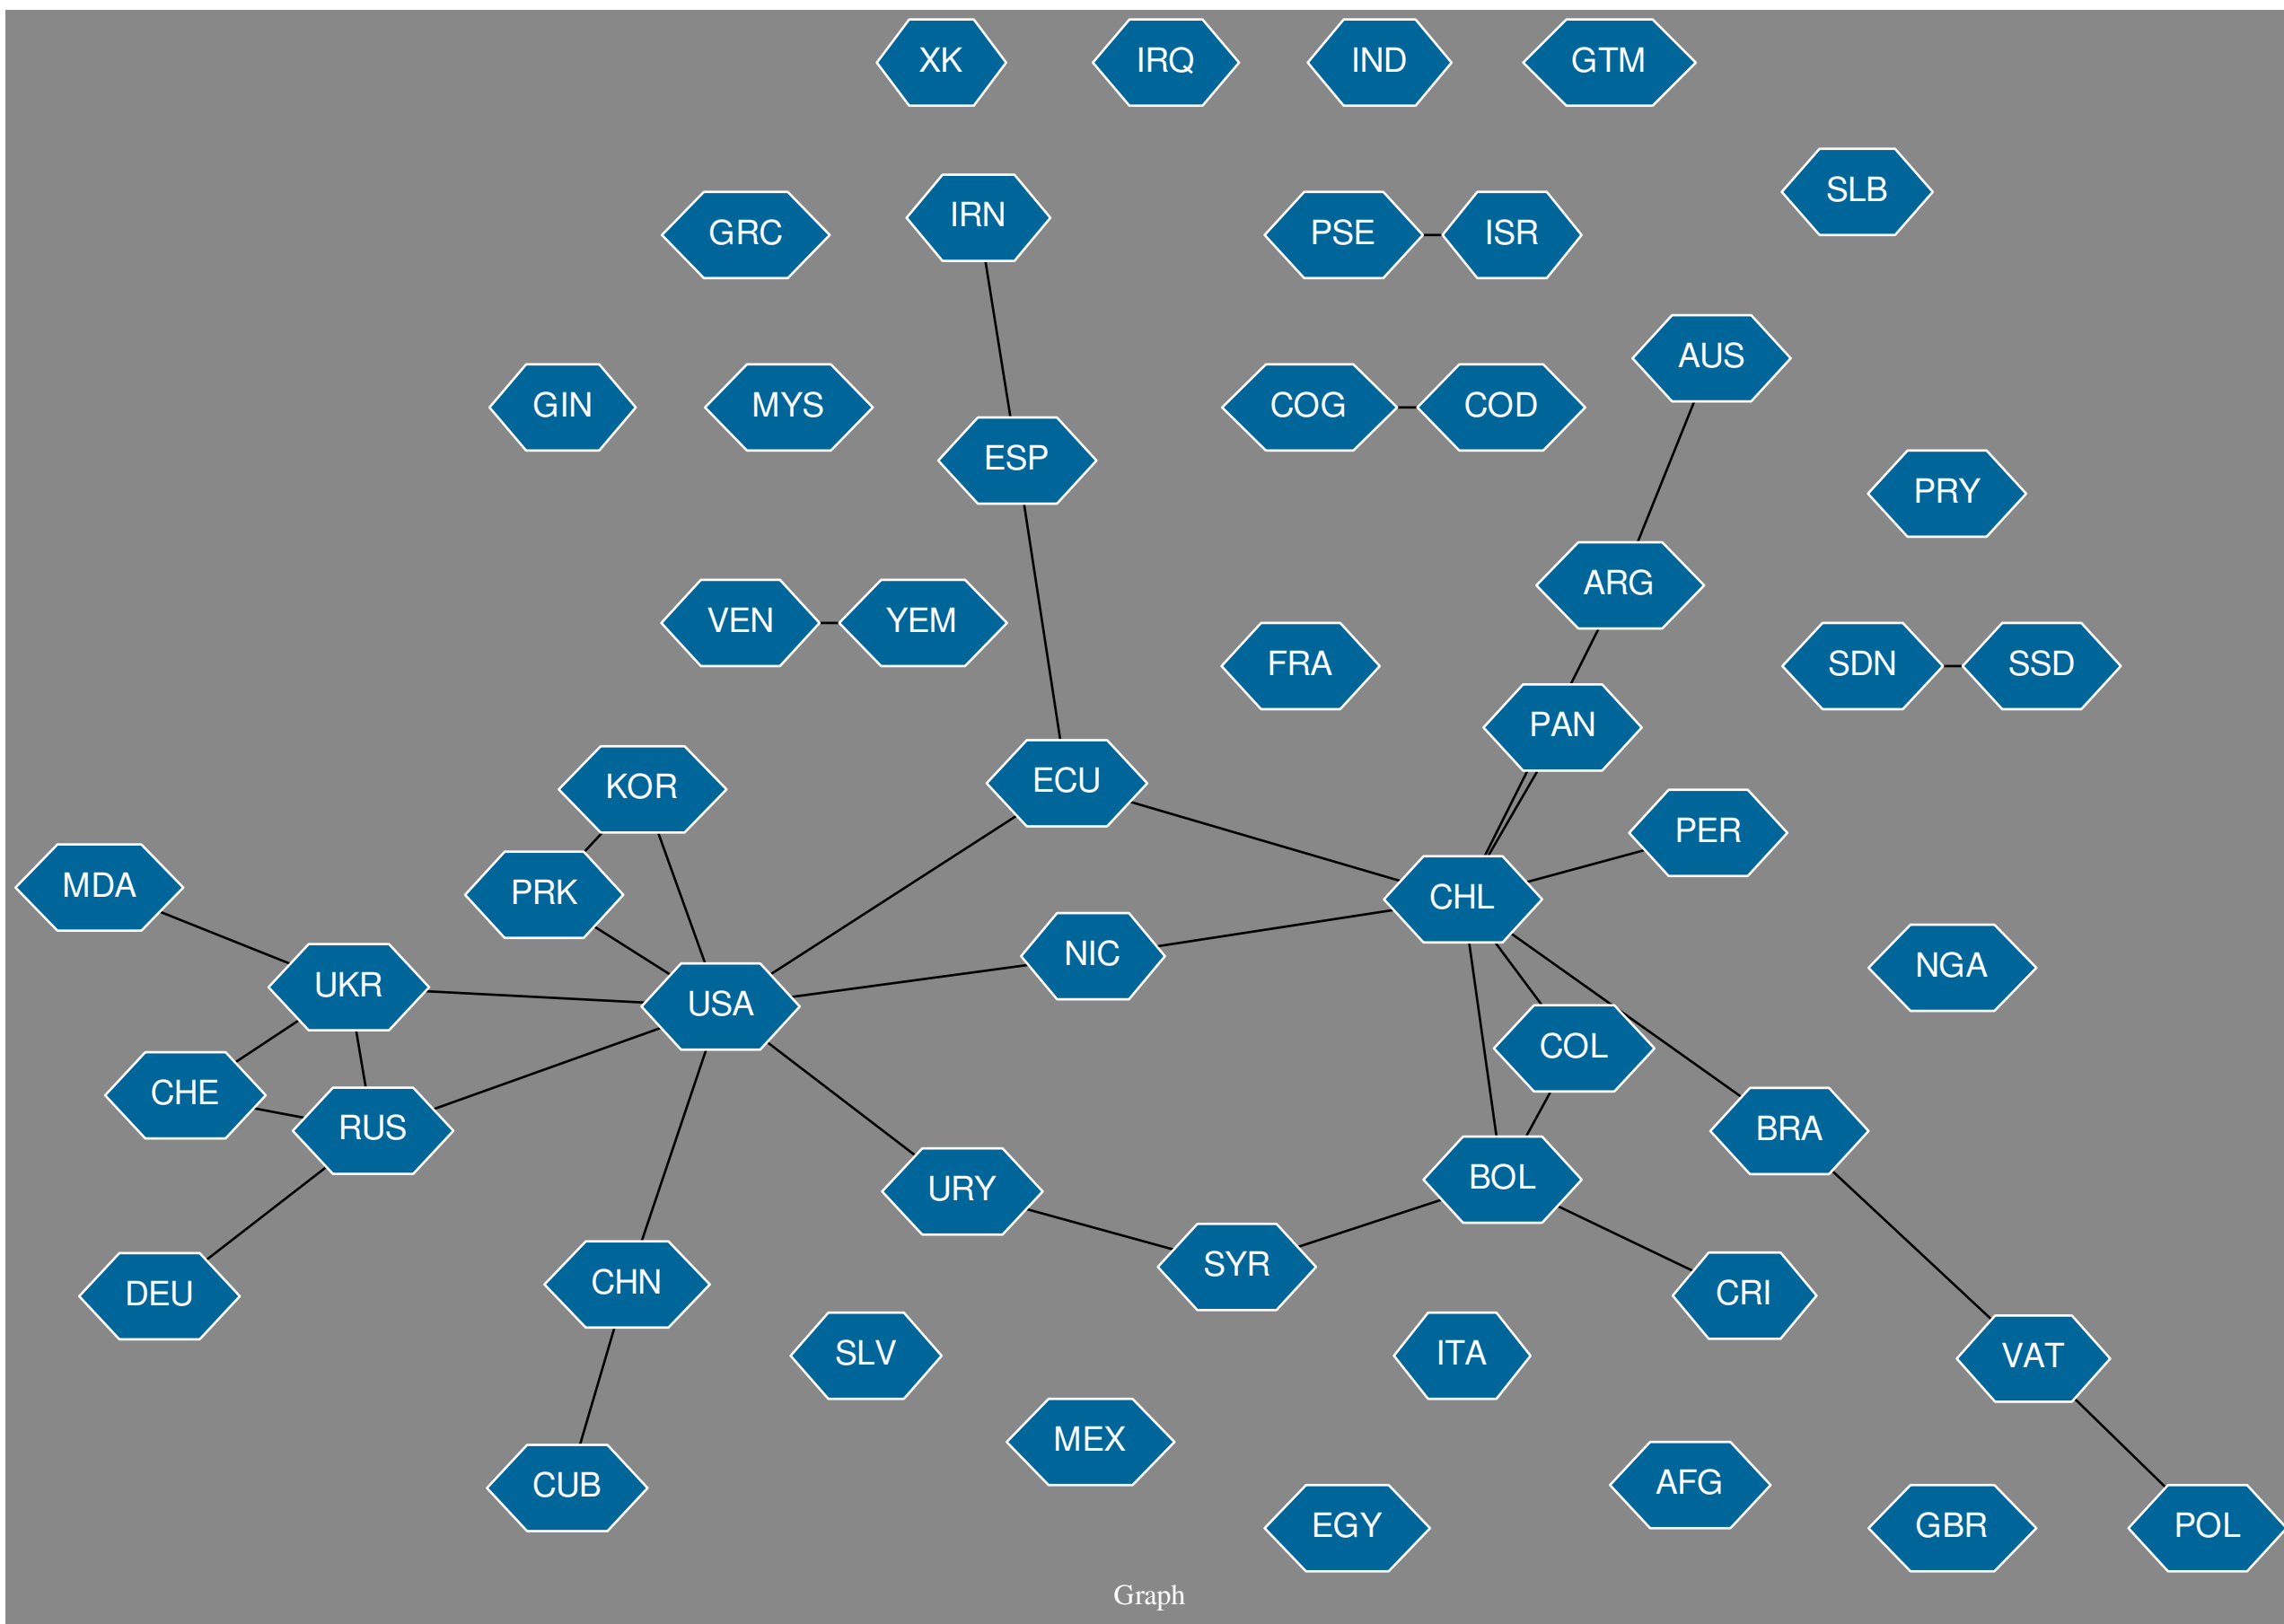 XK
IRQ
IND
GTM
SLB
IRN
GRC
PSE
ISR
AUS
GIN
MYS
COG
COD
ESP
PRY
ARG
VEN
YEM
FRA
SDN
SSD
PAN
KOR
ECU
PER
MDA
PRK
CHL
NIC
NGA
UKR
USA
COL
CHE
RUS
BRA
URY
BOL
SYR
DEU
CHN
CRI
SLV
ITA
VAT
MEX
CUB
AFG
EGY
GBR
POL
Graph